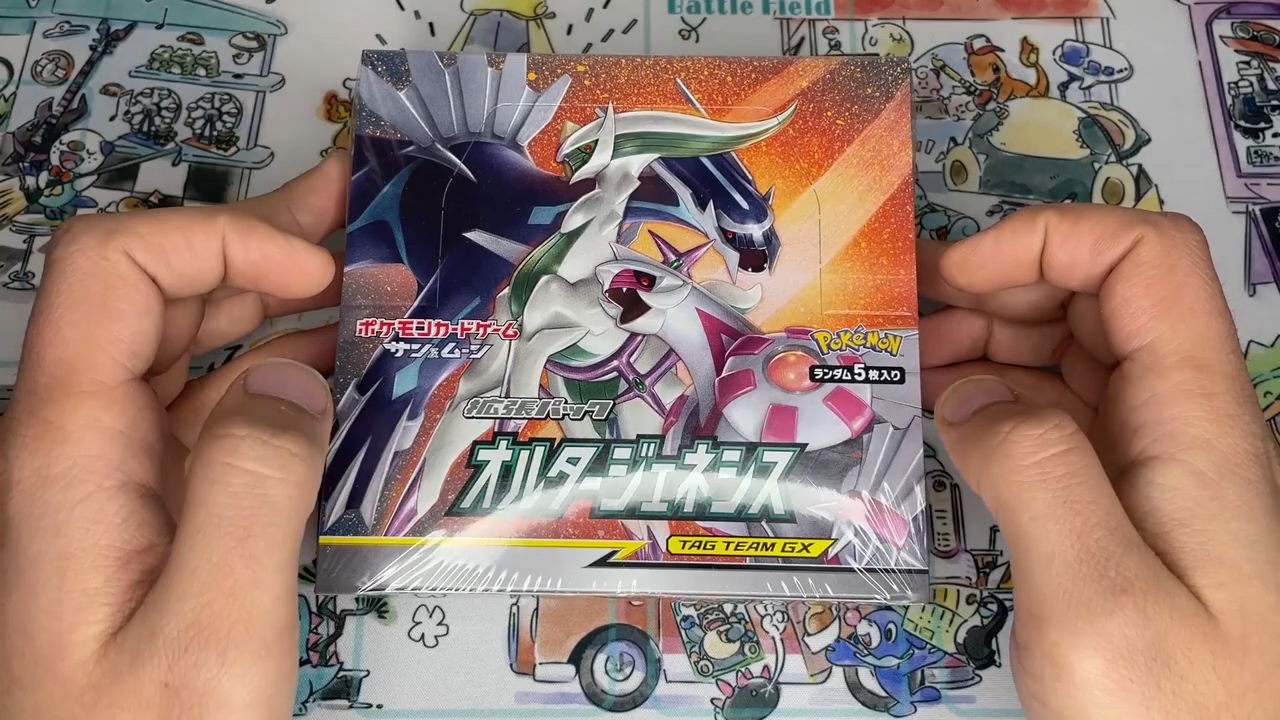 Battle Field
ポケモンカードゲーム
サン&ムーン
Pokémon
ランダム5枚入り
拡張パック
オルタージェネシス
TAG TEAM GX